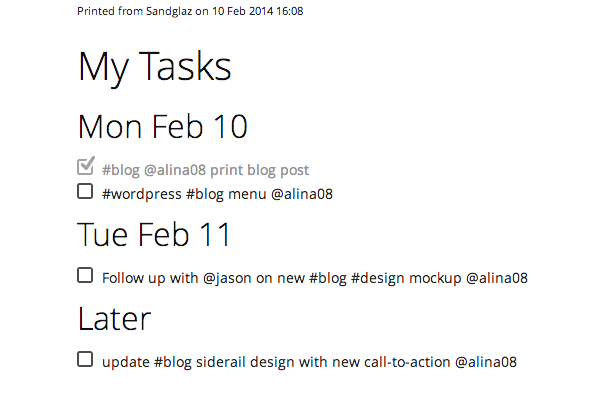 Printed from Sandglaz on 10 Feb 2014 16:08
My Tasks
Mon Feb 10
#blog @alina08 print blog post
#wordpress #blog menu @alina08
Tue Feb 11
Follow up with @jason on new #blog #design mockup @alina08
Later
update #blog siderail design with new call-to-action @alina08